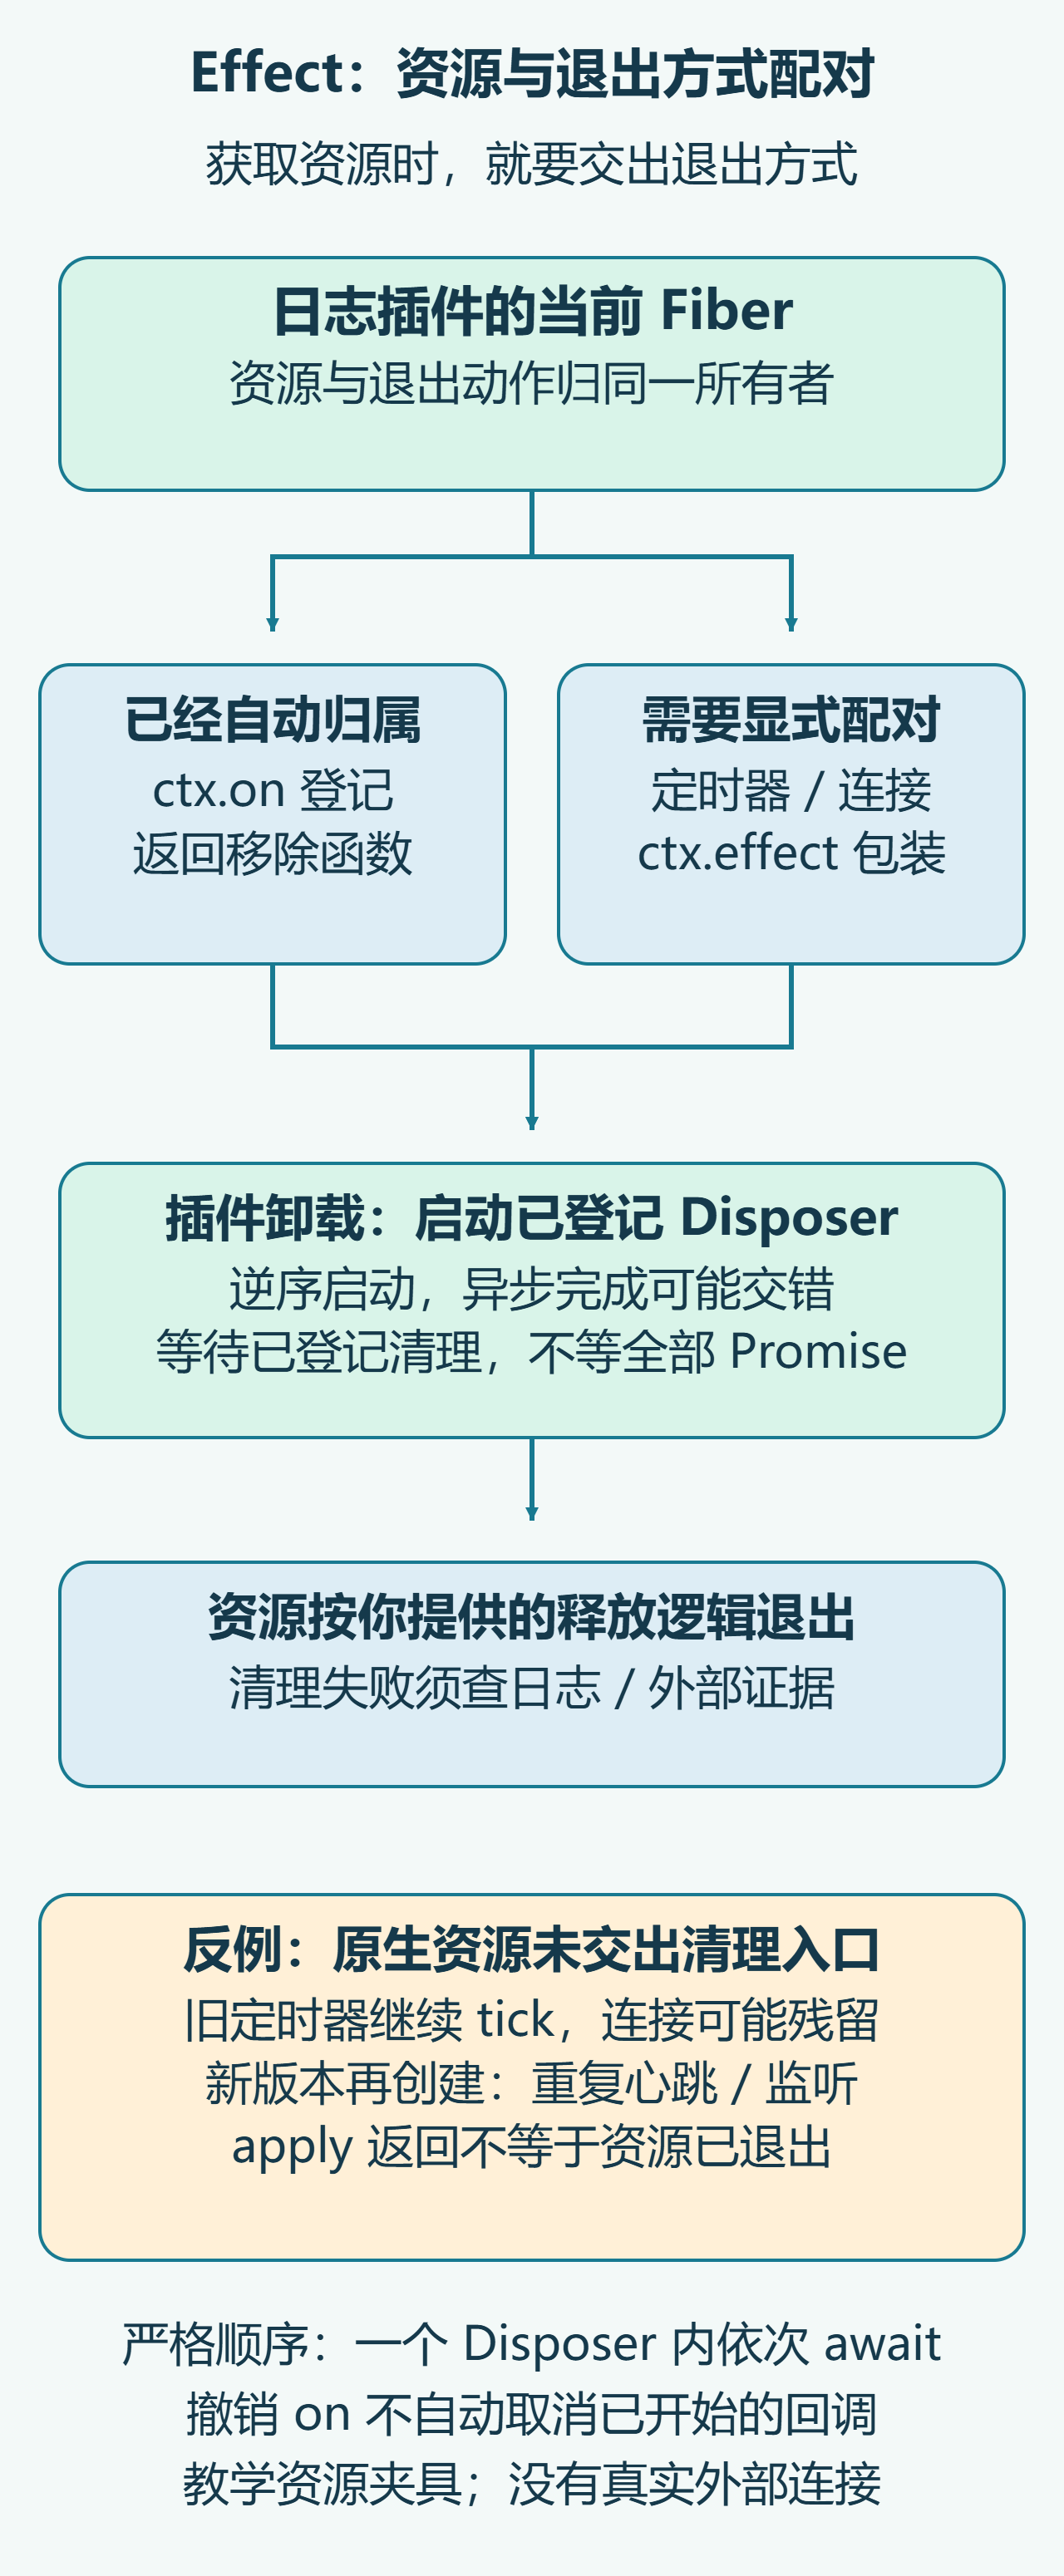 Effect：资源与退出方式配对
获取资源时，就要交出退出方式
日志插件的当前 Fiber
资源与退出动作归同一所有者
已经自动归属
ctx.on 登记
返回移除函数
需要显式配对
定时器 / 连接
ctx.effect 包装
插件卸载：启动已登记 Disposer
逆序启动，异步完成可能交错
等待已登记清理，不等全部 Promise
资源按你提供的释放逻辑退出
清理失败须查日志 / 外部证据
反例：原生资源未交出清理入口
旧定时器继续 tick，连接可能残留
新版本再创建：重复心跳 / 监听
apply 返回不等于资源已退出
严格顺序：一个 Disposer 内依次 await
撤销 on 不自动取消已开始的回调
教学资源夹具；没有真实外部连接